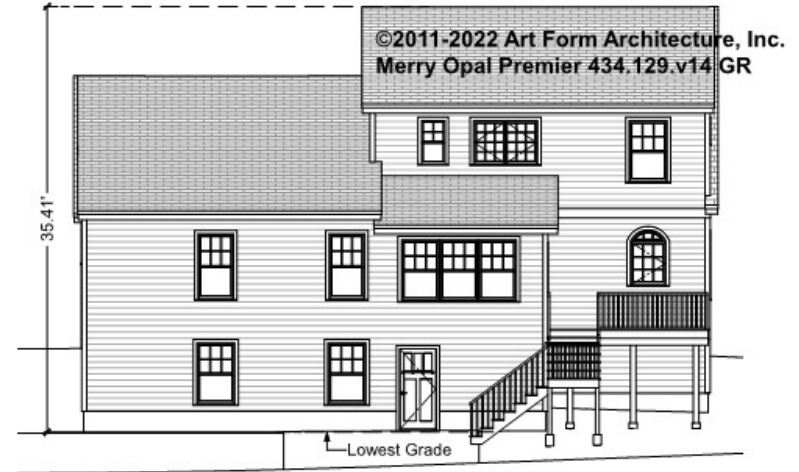 ©2011-2022 Art Form Architecture, Inc.
Merry Opal Premier 434.129.v14 GR
35.41'
Lowest Grade